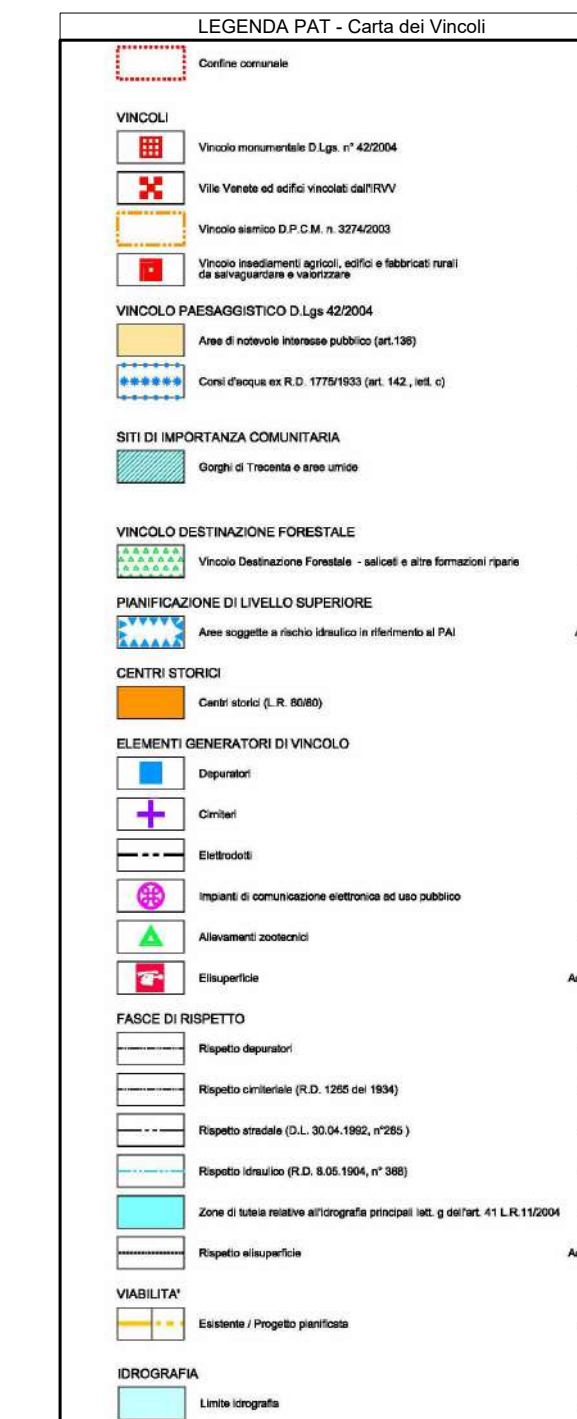 LEGENDA PAT - Carta dei Vincoli
Confine comunale
VINCOLI
Vincolo monumentale D.Lgs. n° 42/2004
Ville Venete ed edifici vincolati dall'IRVV
Vincolo sismico D.P.C.M. n. 3274/2003
Vincolo insediamenti agricoli, edifici e fabbricati rurali
da salvaguardare e valorizzare
VINCOLO PAESAGGISTICO D.Lgs 42/2004
Aree di notevole interesse pubblico (art.136)
Corsi d'acqua ex R.D. 1775/1933 (art. 142., lett. c)
SITI DI IMPORTANZA COMUNITARIA
Gorghi di Trecenta e aree umide
VINCOLO DESTINAZIONE FORESTALE
Vincolo Destinazione Forestale - saliceti e altre formazioni riparie
PIANIFICAZIONE DI LIVELLO SUPERIORE
Aree soggette a rischio idraulico in riferimento al PAI
CENTRI STORICI
Centri storici (L.R. 80/80)
ELEMENTI GENERATORI DI VINCOLO
Depuratori
Cimiteri
Elettrodotti
Impianti di comunicazione elettronica ad uso pubblico
Allevamenti zootecnici
Elisuperficie
FASCE DI RISPETTO
Rispetto depuratori
Rispetto cimiteriale (R.D. 1265 del 1934)
Rispetto stradale (D.L. 30.04.1992, n°285 )
Rispetto idraulico (R.D. 8.05.1904, n° 368)
Zone di tutela relative all'idrografia principali lett. g dell'art. 41 L.R.11/2004
Rispetto elisuperficie
VIABILITA'
Esistente / Progetto pianificata
IDROGRAFIA
Limite idrografia